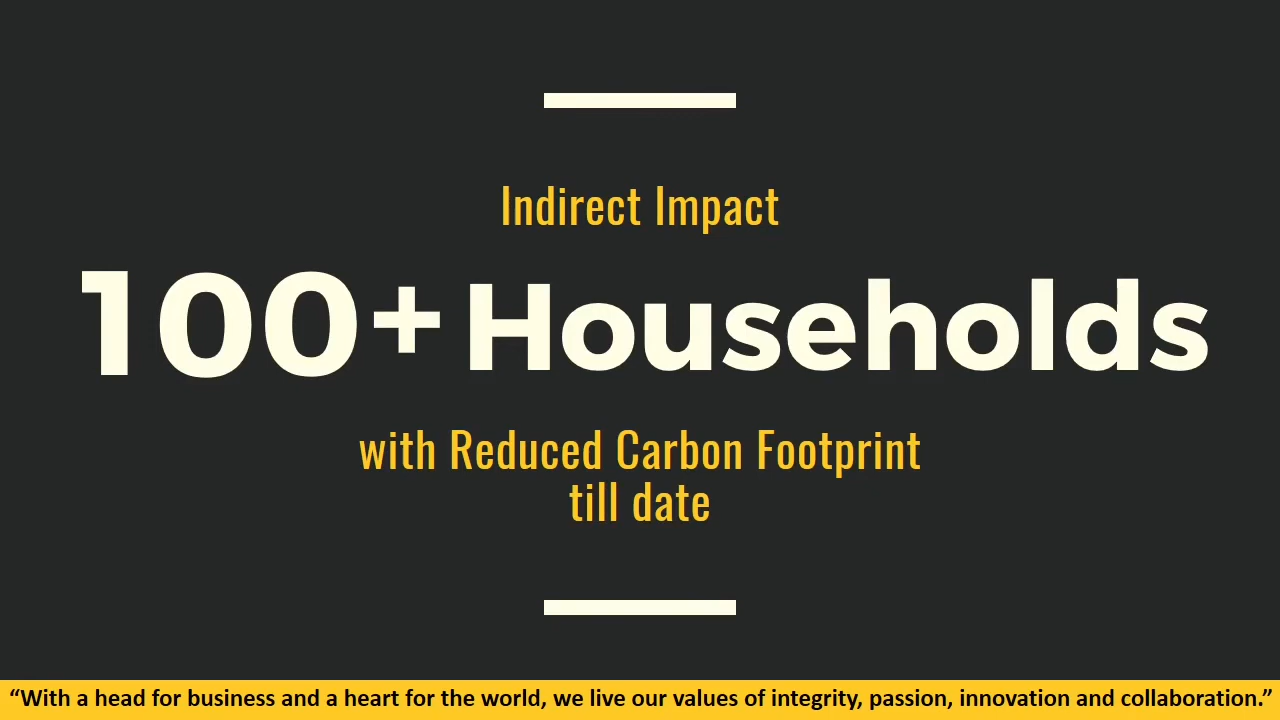 Indirect Impact
100+ Households
with Reduced Carbon Footprint
till date
“With a head for business and a heart for the world, we live our values of integrity, passion, innovation and collaboration.”